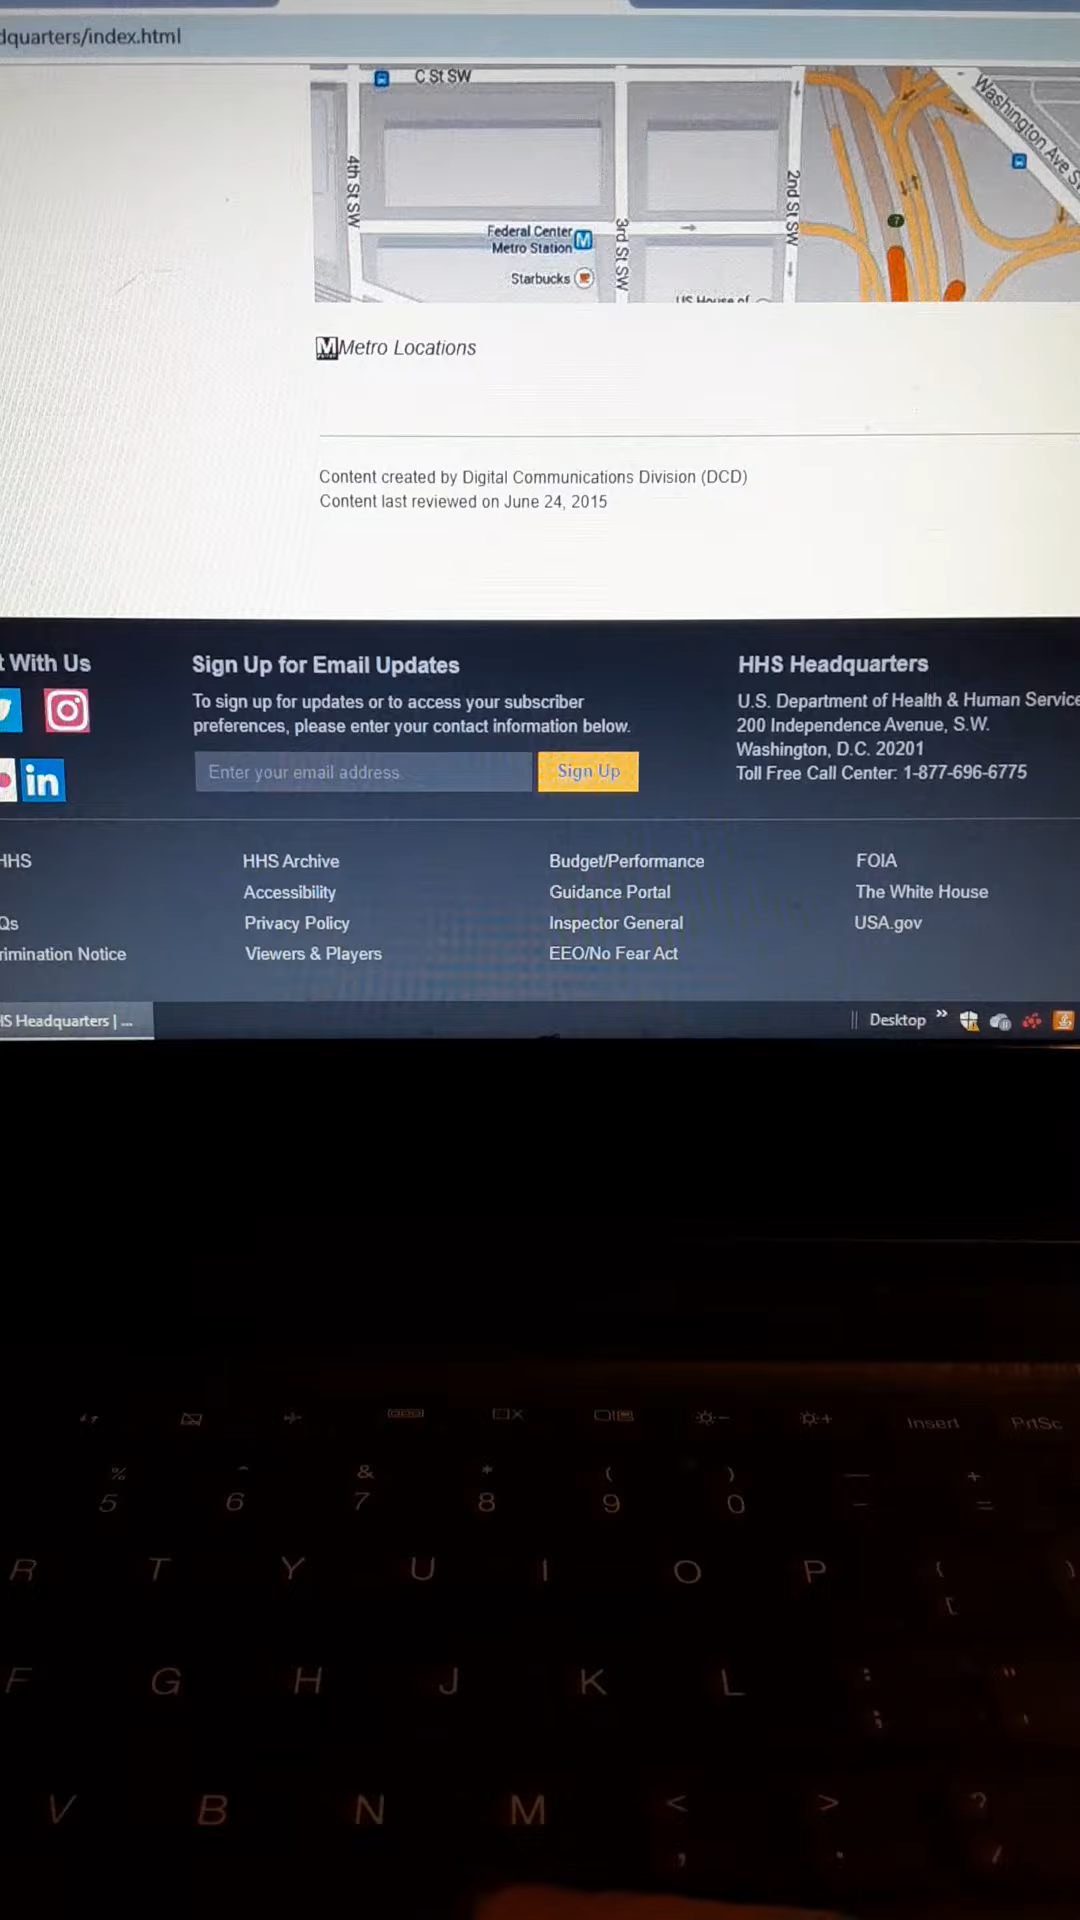 dquarters/index.html
C St SW
Washington Ave S
4th St SW
2nd St SW
3rd St SW
Federal Center
Metro Station
M
Starbucks
US House of
M Metro Locations
Content created by Digital Communications Division (DCD)
Content last reviewed on June 24, 2015
t With Us
Sign Up for Email Updates
To sign up for updates or to access your subscriber
preferences, please enter your contact information below.
Enter your email address
Sign Up
in
HHS Headquarters
U.S. Department of Health & Human Service
200 Independence Avenue, S.W.
Washington, D.C. 20201
Toll Free Call Center: 1-877-696-6775
HHS
HHS Archive
Budget/Performance
FOIA
Accessibility
Guidance Portal
The White House
Qs
Privacy Policy
Inspector General
USA.gov
rimination Notice
Viewers & Players
EEO/No Fear Act
IS Headquarters | ...
Desktop »
Insert PrtSc
% ^ & * ( ) — +
5 6 7 8 9 0 - =
R T Y U I O P
[
F G H J K L : "
; '
V B N M < > ?
, . /